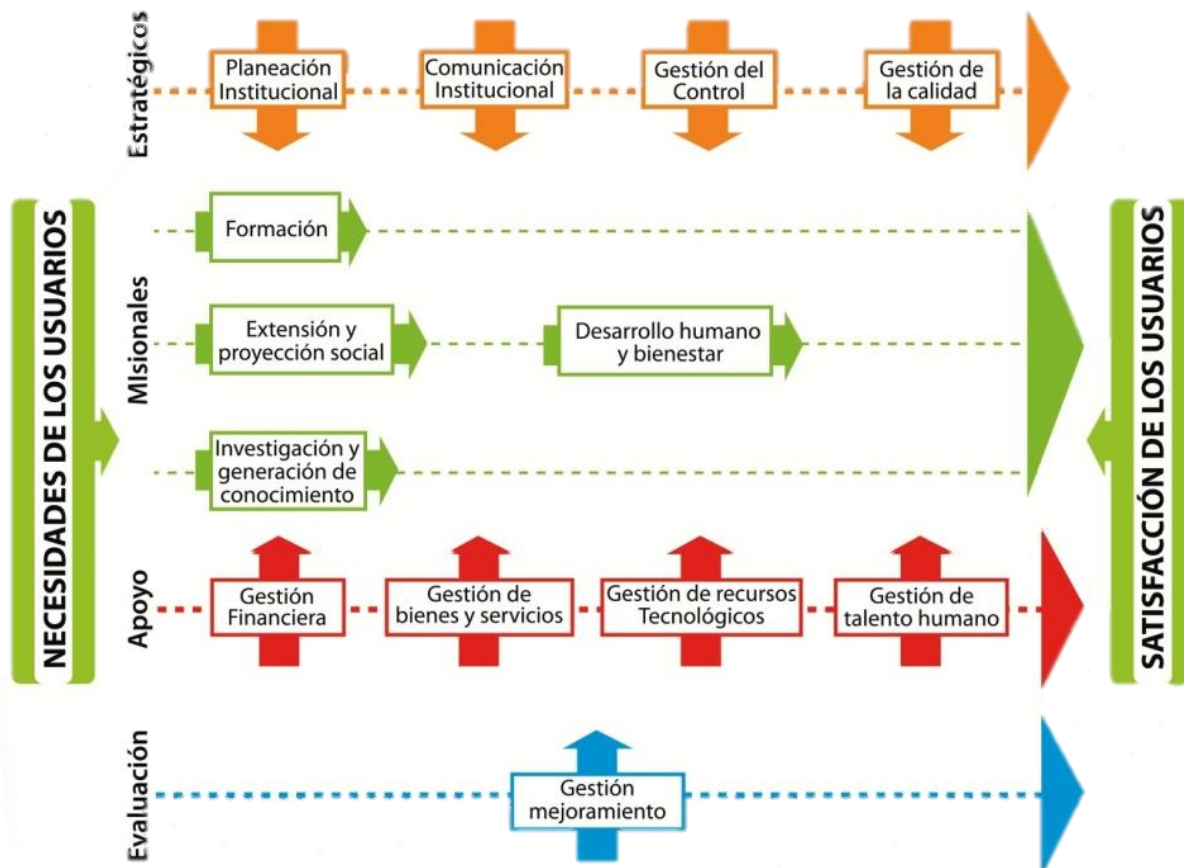 Estratégicos
Planeación
Institucional
Comunicación
Institucional
Gestión del
Control
Gestión de
la calidad
NECESIDADES DE LOS USUARIOS
MIsionales
Formación
Extensión y
proyección social
Desarrollo humano
y bienestar
Investigación y
generación de
conocimiento
SATISFACCIÓN DE LOS USUARIOS
Apoyo
Gestión
Financiera
Gestión de
bienes y servicios
Gestión de recursos
Tecnológicos
Gestión de
talento humano
Evaluación
Gestión
mejoramiento